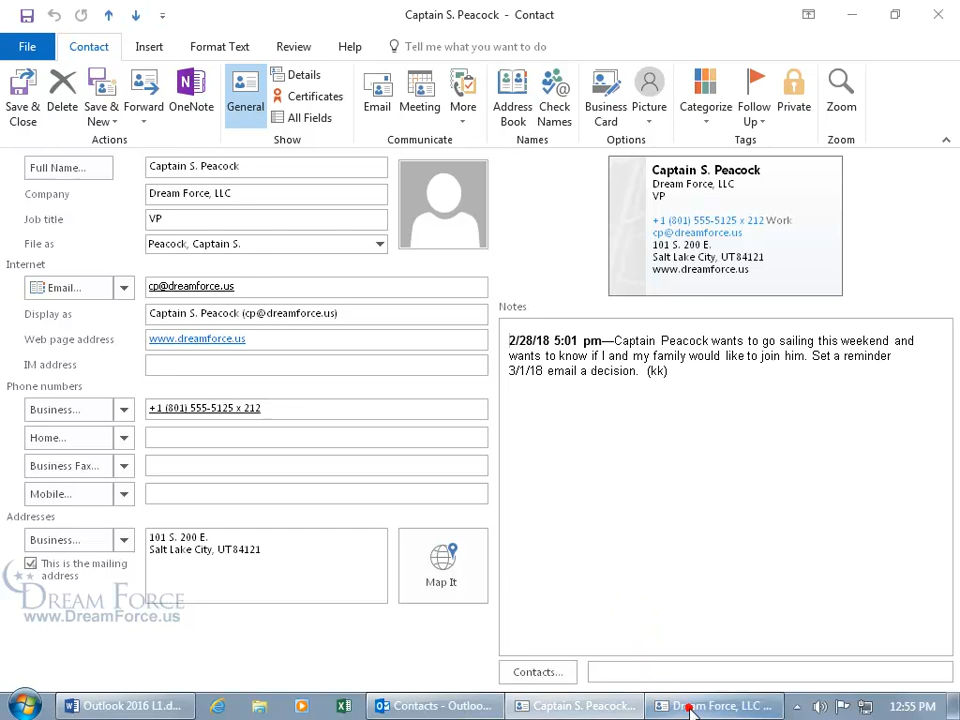 Captain S. Peacock - Contact
File Contact Insert Format Text Review Help Tell me what you want to do
Save & Close Delete Save & New Forward OneNote General Details Certificates All Fields Email Meeting More Address Book Check Names Business Card Picture Categorize Follow Up Private Zoom
Actions Show Communicate Names Options Tags Zoom
Full Name... Captain S. Peacock
Company Dream Force, LLC
Job title VP
File as Peacock, Captain S.
Internet
Email... cp@dreamforce.us
Display as Captain S. Peacock (cp@dreamforce.us)
Web page address www.dreamforce.us
IM address
Phone numbers
Business... +1 (801) 555-5125 x 212
Home...
Business Fax...
Mobile...
Addresses
Business... 101 S. 200 E.
Salt Lake City, UT 84121
This is the mailing address
Map It
DREAM FORCE
www.DreamForce.us
Captain S. Peacock
Dream Force, LLC
VP
+1 (801) 555-5125 x 212 Work
cp@dreamforce.us
101 S. 200 E.
Salt Lake City, UT 84121
www.dreamforce.us
Notes
2/28/18 5:01 pm—Captain Peacock wants to go sailing this weekend and
wants to know if I and my family would like to join him. Set a reminder
3/1/18 email a decision. (kk)
Contacts...
Outlook 2016 L1.d... Contacts - Outloo... Captain S. Peacock... Dream Force, LLC ... 12:55 PM